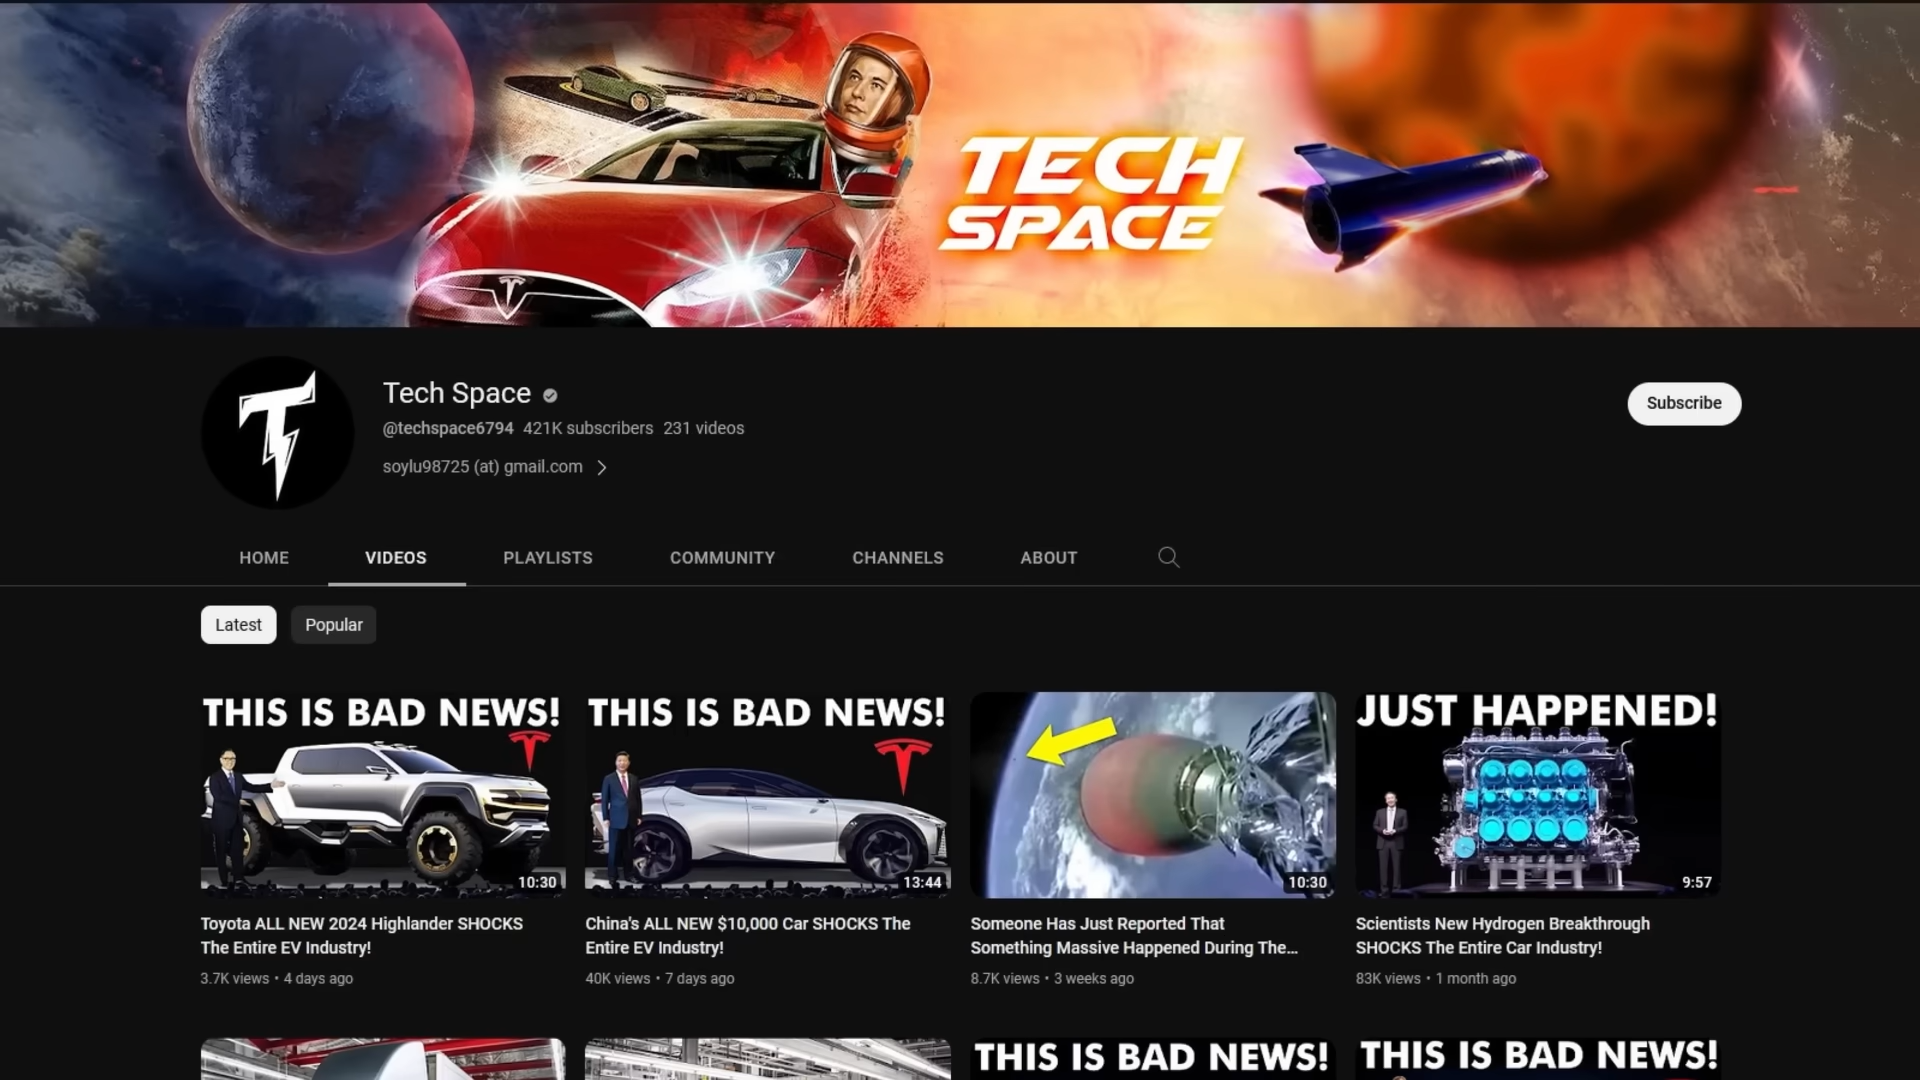 TECH
SPACE
Tech Space
@techspace6794 421K subscribers 231 videos
soylu98725 (at) gmail.com
Subscribe
HOME VIDEOS PLAYLISTS COMMUNITY CHANNELS ABOUT
Latest Popular
THIS IS BAD NEWS!
10:30
Toyota ALL NEW 2024 Highlander SHOCKS
The Entire EV Industry!
3.7K views • 4 days ago
THIS IS BAD NEWS!
13:44
China's ALL NEW $10,000 Car SHOCKS The
Entire EV Industry!
40K views • 7 days ago
10:30
Someone Has Just Reported That
Something Massive Happened During The...
8.7K views • 3 weeks ago
JUST HAPPENED!
9:57
Scientists New Hydrogen Breakthrough
SHOCKS The Entire Car Industry!
83K views • 1 month ago
THIS IS BAD NEWS!
THIS IS BAD NEWS!